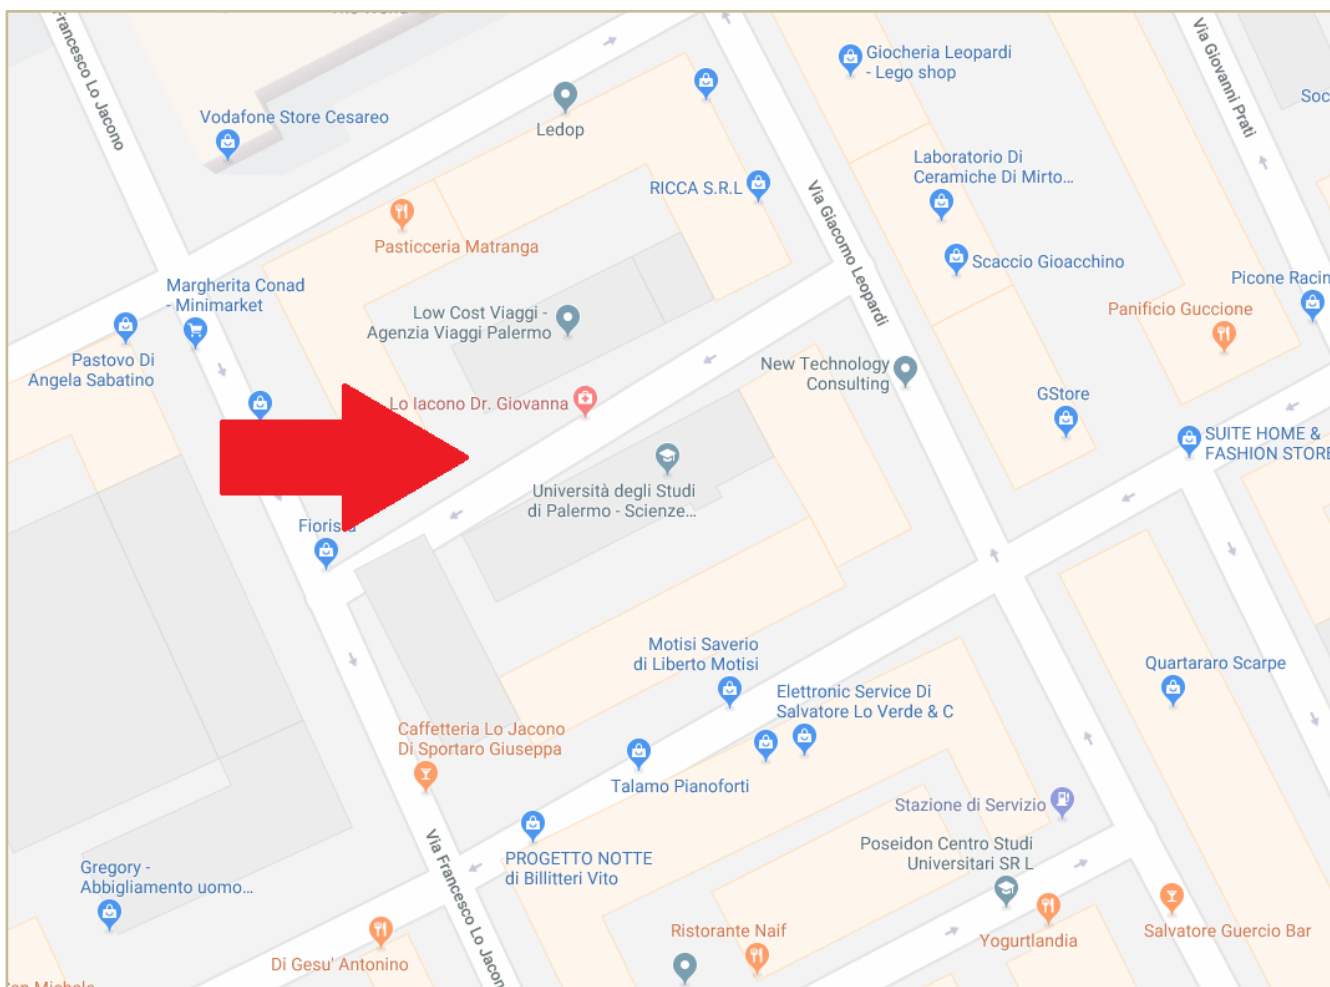 Francesco Lo Jacono
Via Giovanni Prati
Giocheria Leopardi
- Lego shop
Soc
Vodafone Store Cesareo
Ledop
Laboratorio Di
Ceramiche Di Mirto...
RICCA S.R.L
Via Giacomo Leopardi
Pasticceria Matranga
Scaccio Gioacchino
Picone Racin
Margherita Conad
- Minimarket
Low Cost Viaggi -
Agenzia Viaggi Palermo
Panificio Guccione
Pastovo Di
Angela Sabatino
New Technology
Consulting
GStore
Lo Iacono Dr. Giovanna
SUITE HOME &
FASHION STORE
Università degli Studi
di Palermo - Scienze...
Fiorista
Motisi Saverio
di Liberto Motisi
Quartararo Scarpe
Elettronic Service Di
Salvatore Lo Verde & C
Caffetteria Lo Jacono
Di Sportaro Giuseppa
Talamo Pianoforti
Stazione di Servizio
Via Francesco Lo Jacon
Poseidon Centro Studi
Universitari SR L
PROGETTO NOTTE
di Billitteri Vito
Gregory -
Abbigliamento uomo...
Ristorante Naif
Yogurtlandia
Salvatore Guercio Bar
Di Gesu' Antonino